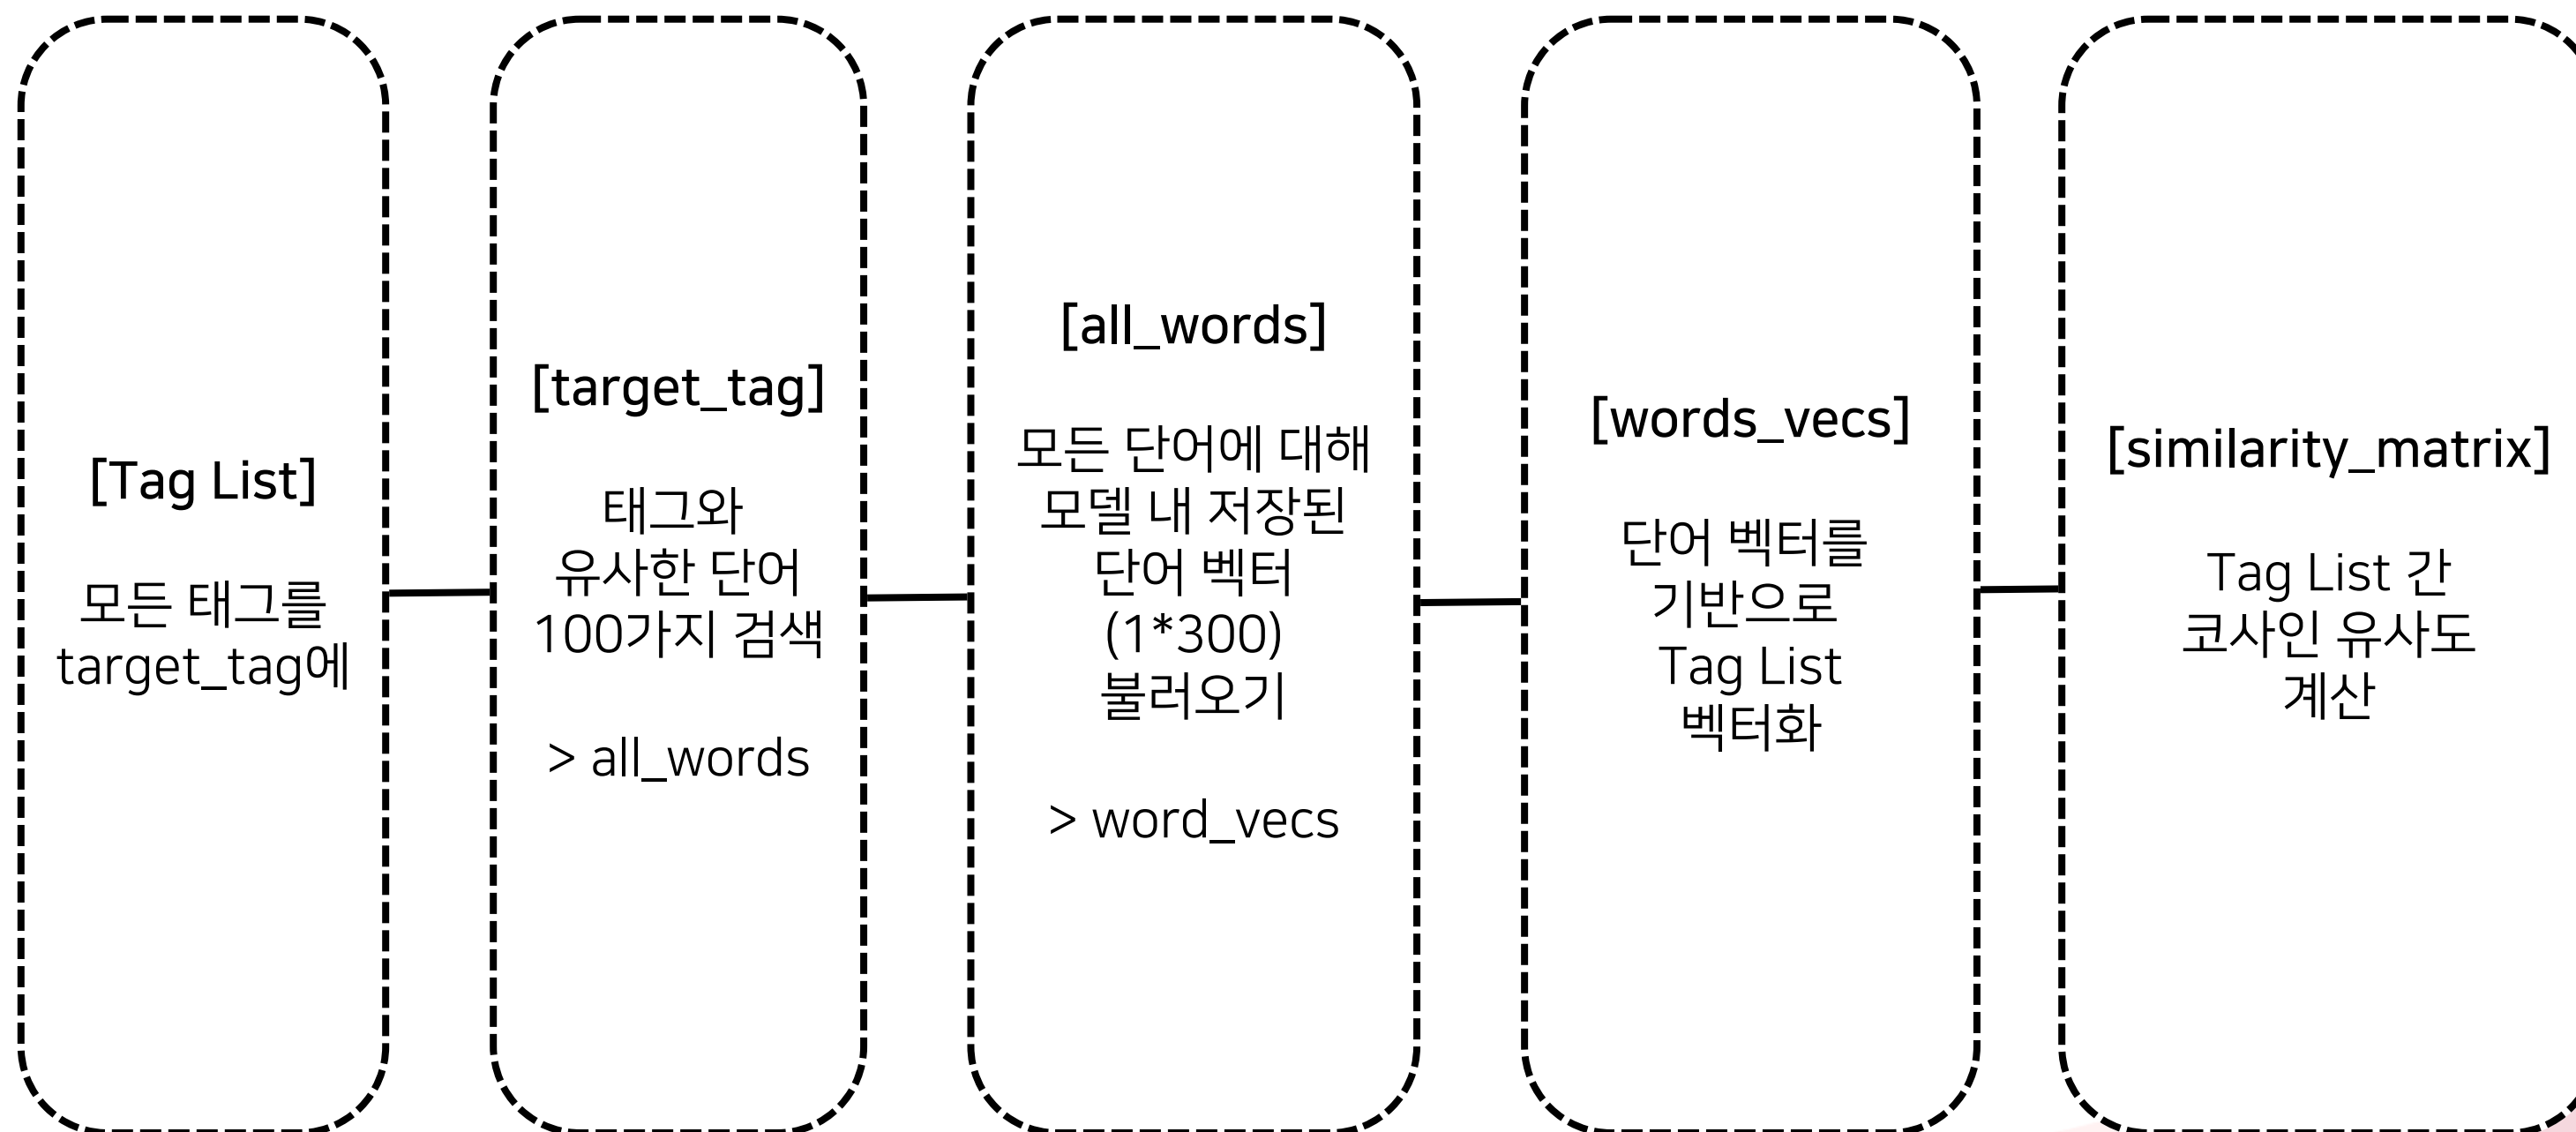 [Tag List]
모든 태그를
target_tag에
[target_tag]
태그와
유사한 단어
100가지 검색
> all_words
[all_words]
모든 단어에 대해
모델 내 저장된
단어 벡터
(1*300)
불러오기
> word_vecs
[words_vecs]
단어 벡터를
기반으로
Tag List
벡터화
[similarity_matrix]
Tag List 간
코사인 유사도
계산